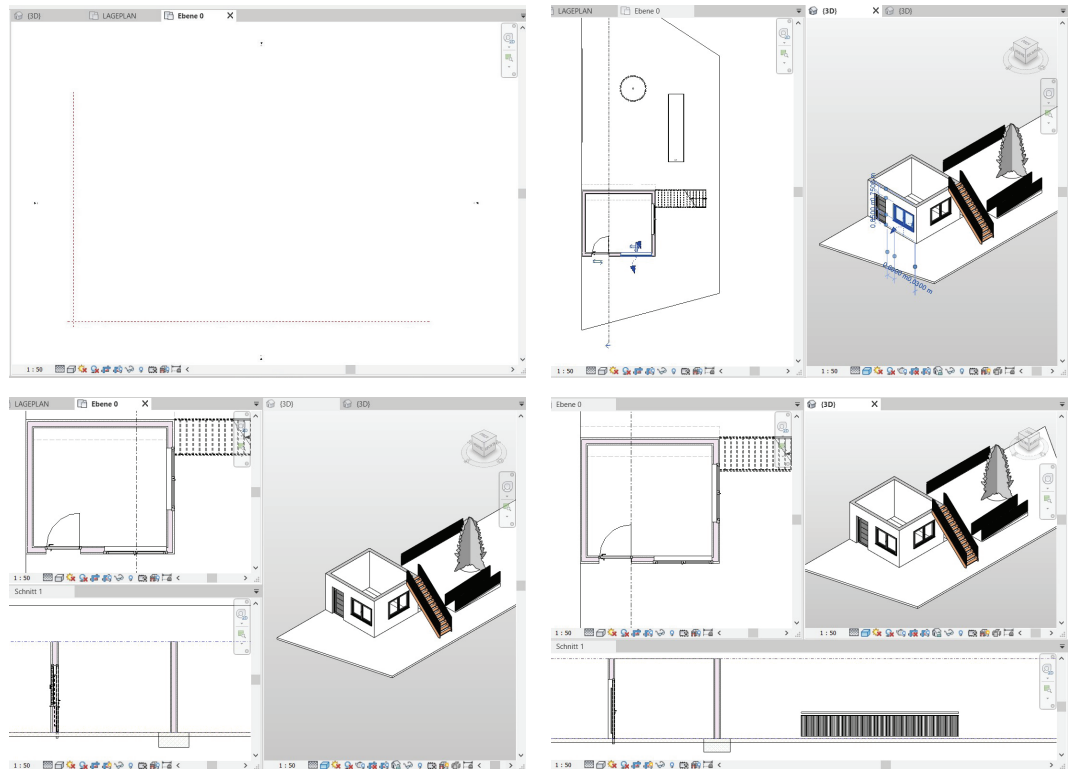 (3D) LAGEPLAN Ebene 0 X
1 : 50
LAGEPLAN Ebene 0
(3D) X (3D)
1 : 50
1 : 50
LAGEPLAN Ebene 0 X
(3D) (3D)
1 : 50
Schnitt 1
1 : 50
1 : 50
Ebene 0
(3D) X
1 : 50
1 : 50
Schnitt 1
1 : 50